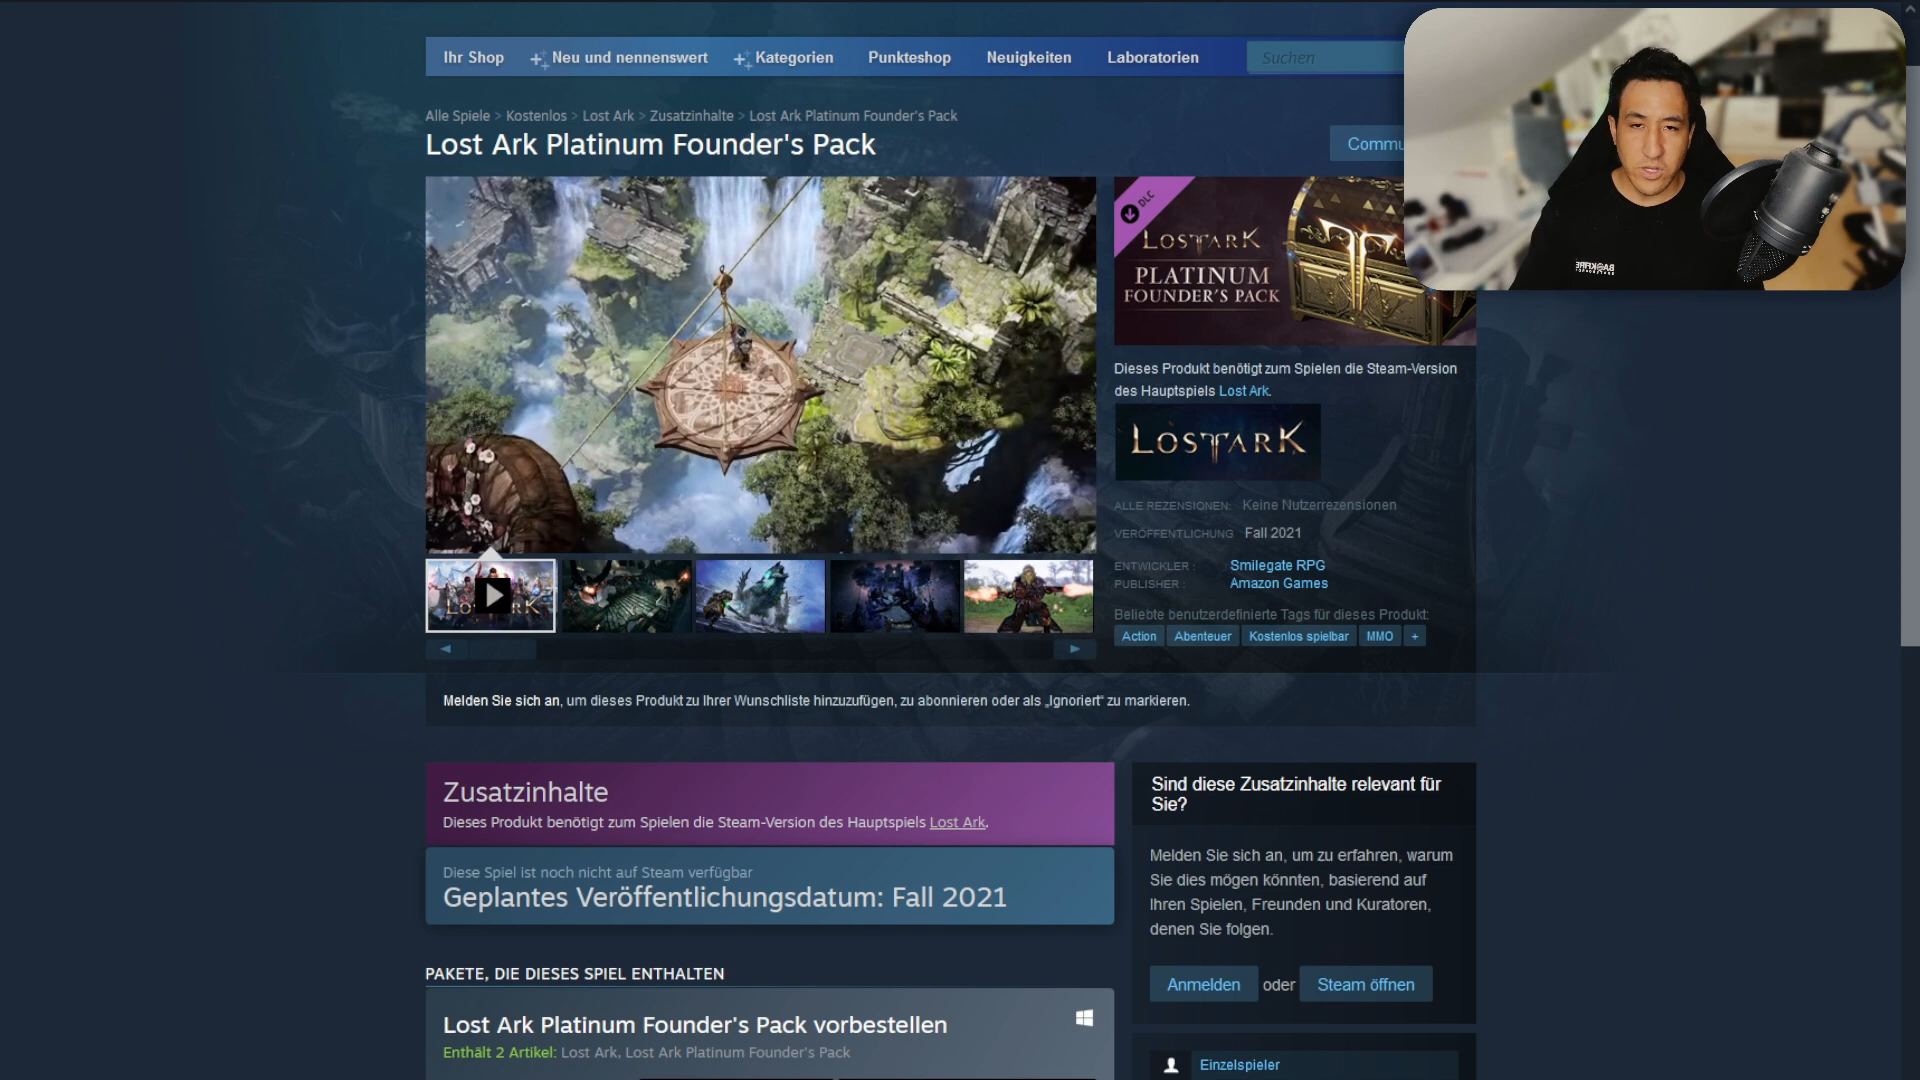 Ihr Shop
Neu und nennenswert
Kategorien
Punkteshop
Neuigkeiten
Laboratorien
Suchen
Alle Spiele > Kostenlos > Lost Ark > Zusatzinhalte > Lost Ark Platinum Founder's Pack
Lost Ark Platinum Founder's Pack
Commu
DLC
LOST ARK
PLATINUM
FOUNDER'S PACK
Dieses Produkt benötigt zum Spielen die Steam-Version
des Hauptspiels Lost Ark.
LOST ARK
ALLE REZENSIONEN: Keine Nutzerrezensionen
VERÖFFENTLICHUNG Fall 2021
ENTWICKLER : Smilegate RPG
PUBLISHER : Amazon Games
Beliebte benutzerdefinierte Tags für dieses Produkt:
Action
Abenteuer
Kostenlos spielbar
MMO
+
Melden Sie sich an, um dieses Produkt zu Ihrer Wunschliste hinzuzufügen, zu abonnieren oder als „Ignoriert“ zu markieren.
Zusatzinhalte
Dieses Produkt benötigt zum Spielen die Steam-Version des Hauptspiels Lost Ark.
Diese Spiel ist noch nicht auf Steam verfügbar
Geplantes Veröffentlichungsdatum: Fall 2021
PAKETE, DIE DIESES SPIEL ENTHALTEN
Lost Ark Platinum Founder's Pack vorbestellen
Enthält 2 Artikel: Lost Ark, Lost Ark Platinum Founder's Pack
Sind diese Zusatzinhalte relevant für
Sie?
Melden Sie sich an, um zu erfahren, warum
Sie dies mögen könnten, basierend auf
Ihren Spielen, Freunden und Kuratoren,
denen Sie folgen.
Anmelden oder Steam öffnen
Einzelspieler